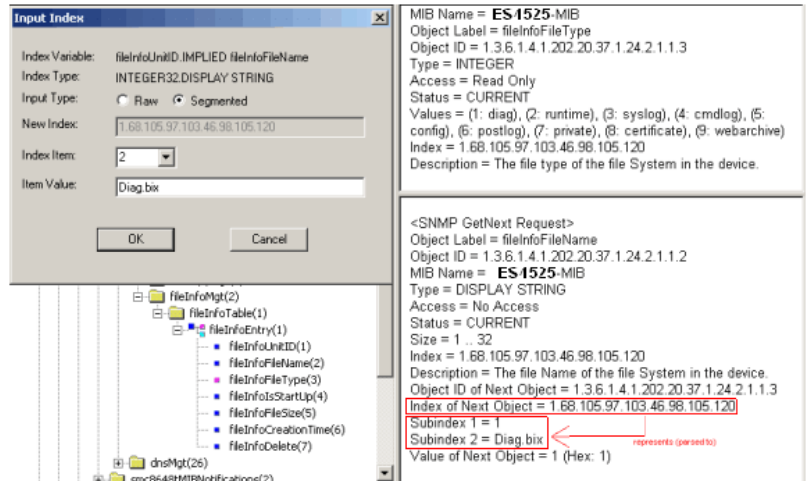 Input Index
Index Variable: fileInfoUnitID.IMPLIED fileInfoFileName
Index Type: INTEGER32.DISPLAY STRING
Input Type: Raw Segmented
New Index: 1.68.105.97.103.46.98.105.120
Index Item: 2
Item Value: Diag.bix
OK Cancel
fileInfoMgt(2)
fileInfoTable(1)
fileInfoEntry(1)
fileInfoUnitID(1)
fileInfoFileName(2)
fileInfoFileType(3)
fileInfoIsStartUp(4)
fileInfoFileSize(5)
fileInfoCreationTime(6)
fileInfoDelete(7)
dnsMgt(26)
smc8648tMIBNotifications(2)
MIB Name = ES4525-MIB
Object Label = fileInfoFileType
Object ID = 1.3.6.1.4.1.202.20.37.1.24.2.1.1.3
Type = INTEGER
Access = Read Only
Status = CURRENT
Values = (1: diag), (2: runtime), (3: syslog), (4: cmdlog), (5:
config), (6: postlog), (7: private), (8: certificate), (9: webarchive)
Index = 1.68.105.97.103.46.98.105.120
Description = The file type of the file System in the device.
<SNMP GetNext Request>
Object Label = fileInfoFileName
Object ID = 1.3.6.1.4.1.202.20.37.1.24.2.1.1.2
MIB Name = ES4525-MIB
Type = DISPLAY STRING
Access = No Access
Status = CURRENT
Size = 1 .. 32
Index = 1.68.105.97.103.46.98.105.120
Description = The file Name of the file System in the device.
Object ID of Next Object = 1.3.6.1.4.1.202.20.37.1.24.2.1.1.3
Index of Next Object = 1.68.105.97.103.46.98.105.120
Subindex 1 = 1
Subindex 2 = Diag.bix represents (parsed to)
Value of Next Object = 1 (Hex: 1)